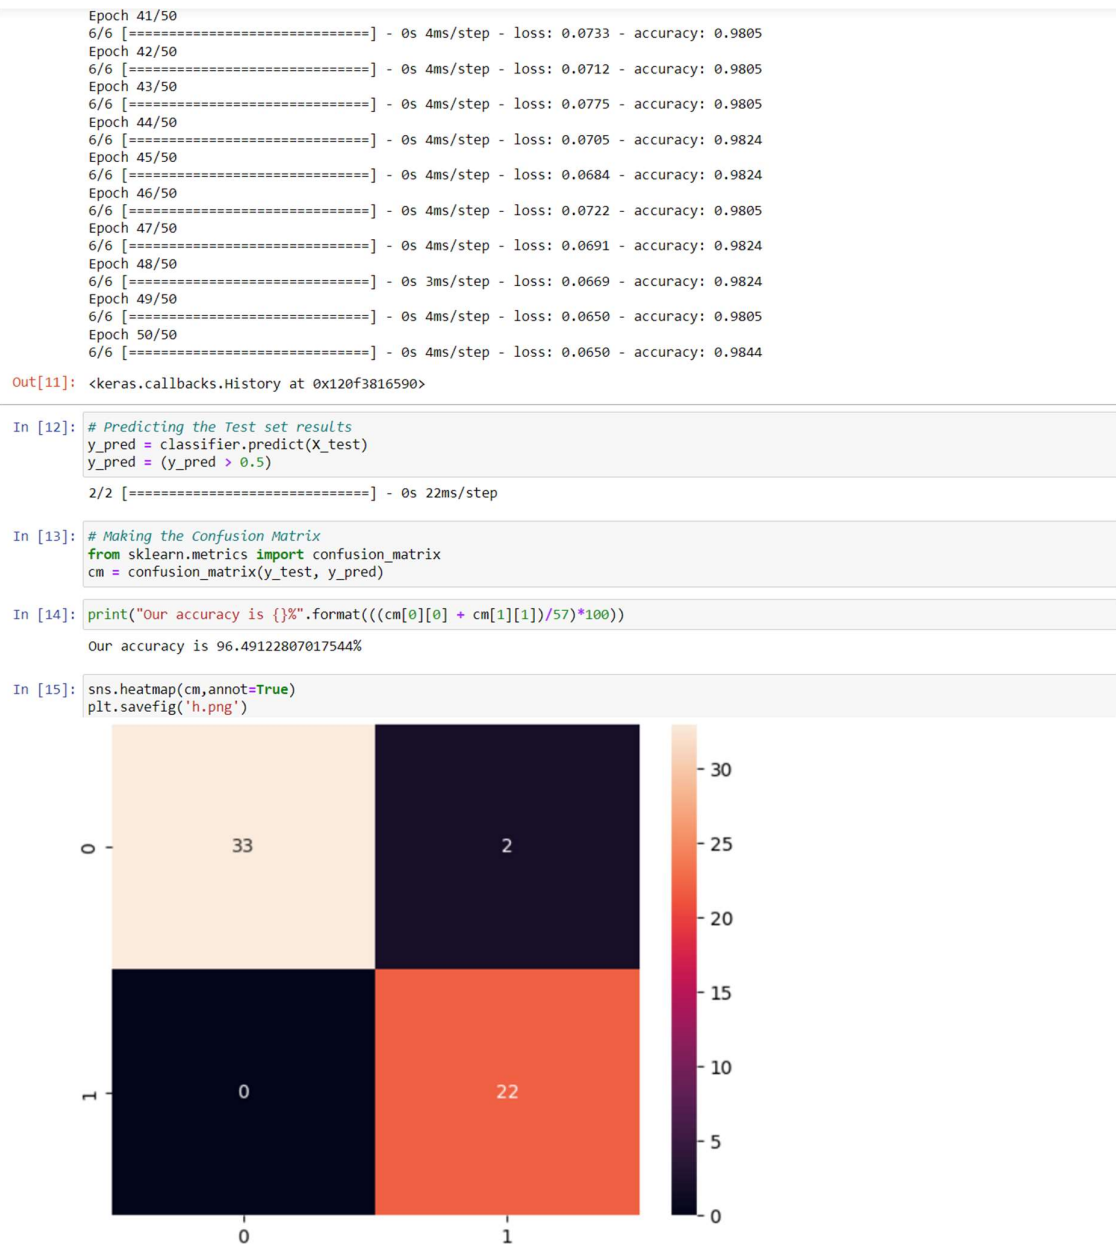 Epoch 41/50
6/6 [==============================] - 0s 4ms/step - loss: 0.0733 - accuracy: 0.9805
Epoch 42/50
6/6 [==============================] - 0s 4ms/step - loss: 0.0712 - accuracy: 0.9805
Epoch 43/50
6/6 [==============================] - 0s 4ms/step - loss: 0.0775 - accuracy: 0.9805
Epoch 44/50
6/6 [==============================] - 0s 4ms/step - loss: 0.0705 - accuracy: 0.9824
Epoch 45/50
6/6 [==============================] - 0s 4ms/step - loss: 0.0684 - accuracy: 0.9824
Epoch 46/50
6/6 [==============================] - 0s 4ms/step - loss: 0.0722 - accuracy: 0.9805
Epoch 47/50
6/6 [==============================] - 0s 4ms/step - loss: 0.0691 - accuracy: 0.9824
Epoch 48/50
6/6 [==============================] - 0s 3ms/step - loss: 0.0669 - accuracy: 0.9824
Epoch 49/50
6/6 [==============================] - 0s 4ms/step - loss: 0.0650 - accuracy: 0.9805
Epoch 50/50
6/6 [==============================] - 0s 4ms/step - loss: 0.0650 - accuracy: 0.9844
Out[11]: <keras.callbacks.History at 0x120f3816590>
In [12]: # Predicting the Test set results
y_pred = classifier.predict(X_test)
y_pred = (y_pred > 0.5)
2/2 [==============================] - 0s 22ms/step
In [13]: # Making the Confusion Matrix
from sklearn.metrics import confusion_matrix
cm = confusion_matrix(y_test, y_pred)
In [14]: print("Our accuracy is {}%".format(((cm[0][0] + cm[1][1])/57)*100))
Our accuracy is 96.49122807017544%
In [15]: sns.heatmap(cm,annot=True)
plt.savefig('h.png')
30
0 33 2 25
20
15
10
1 0 22
5
0
0 1